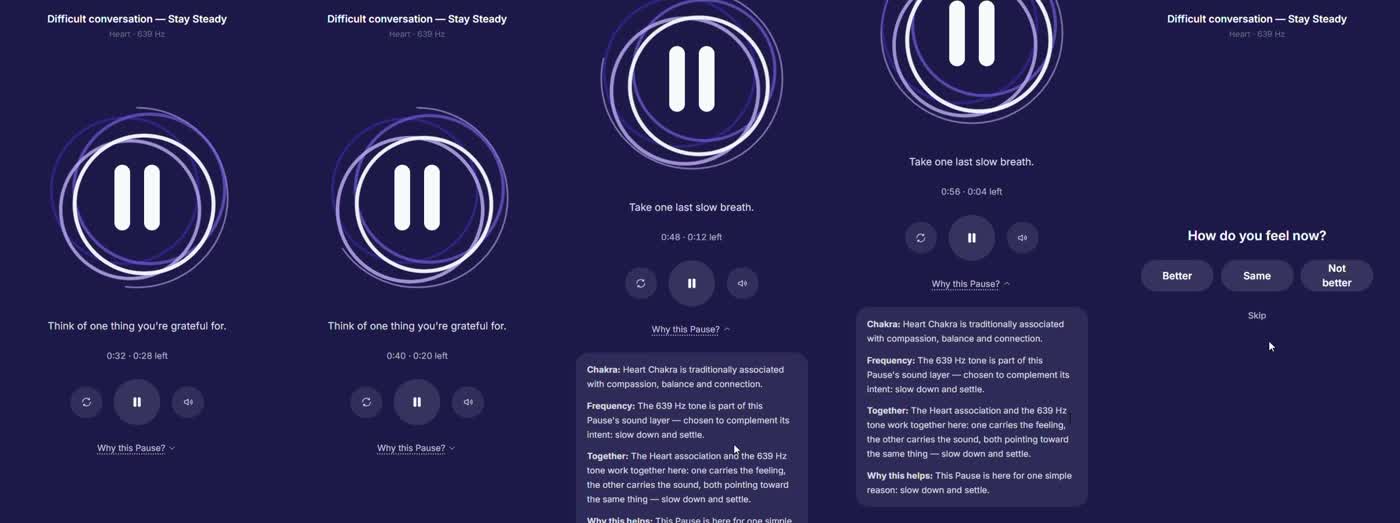 Difficult conversation — Stay Steady
Heart · 639 Hz
Think of one thing you're grateful for.
0:32 · 0:28 left
Why this Pause?
Difficult conversation — Stay Steady
Heart · 639 Hz
Think of one thing you're grateful for.
0:40 · 0:20 left
Why this Pause?
Take one last slow breath.
0:48 · 0:12 left
Why this Pause?
Chakra: Heart Chakra is traditionally associated
with compassion, balance and connection.
Frequency: The 639 Hz tone is part of this
Pause's sound layer — chosen to complement its
intent: slow down and settle.
Together: The Heart association and the 639 Hz
tone work together here: one carries the feeling,
the other carries the sound, both pointing toward
the same thing — slow down and settle.
Why this helps: This Pause is here for one simple
Take one last slow breath.
0:56 · 0:04 left
Why this Pause?
Chakra: Heart Chakra is traditionally associated
with compassion, balance and connection.
Frequency: The 639 Hz tone is part of this
Pause's sound layer — chosen to complement its
intent: slow down and settle.
Together: The Heart association and the 639 Hz
tone work together here: one carries the feeling,
the other carries the sound, both pointing toward
the same thing — slow down and settle.
Why this helps: This Pause is here for one simple
reason: slow down and settle.
Difficult conversation — Stay Steady
Heart · 639 Hz
How do you feel now?
Better
Same
Not
better
Skip